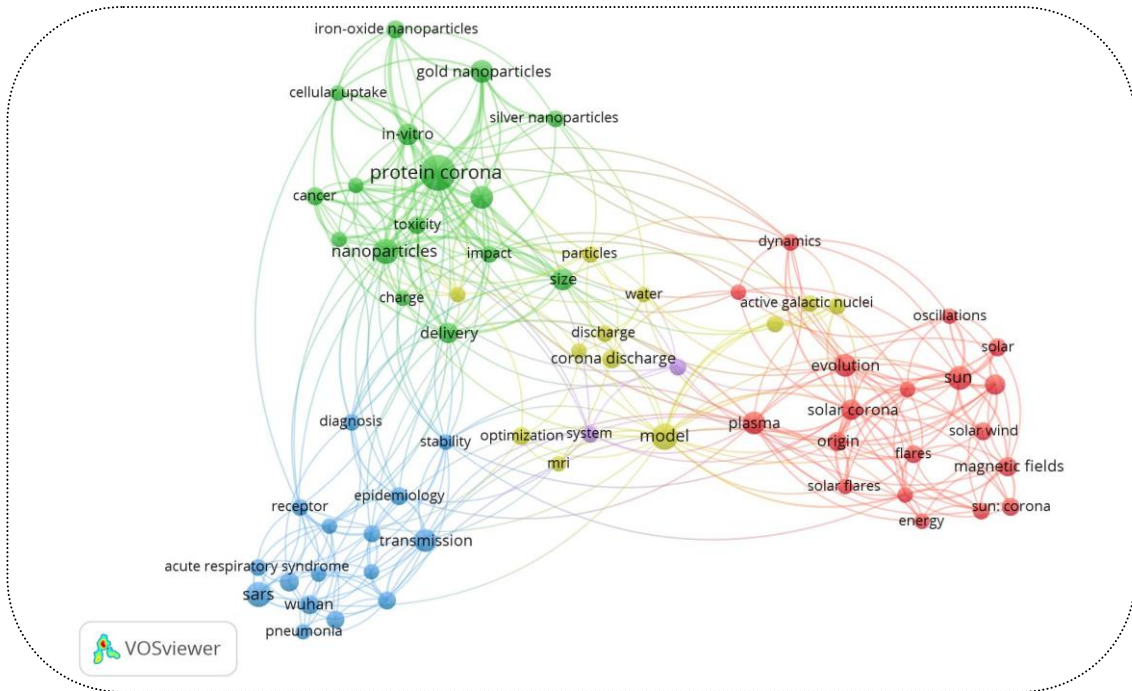 iron-oxide nanoparticles
gold nanoparticles
cellular uptake
silver nanoparticles
in-vitro
protein corona
cancer
toxicity
nanoparticles
impact
particles
dynamics
size
charge
water
active galactic nuclei
oscillations
delivery
discharge
solar
corona discharge
evolution
sun
solar corona
diagnosis
plasma
solar wind
stability
optimization
system
model
origin
flares
mri
magnetic fields
solar flares
epidemiology
receptor
sun: corona
energy
transmission
acute respiratory syndrome
sars
wuhan
pneumonia
VOSviewer